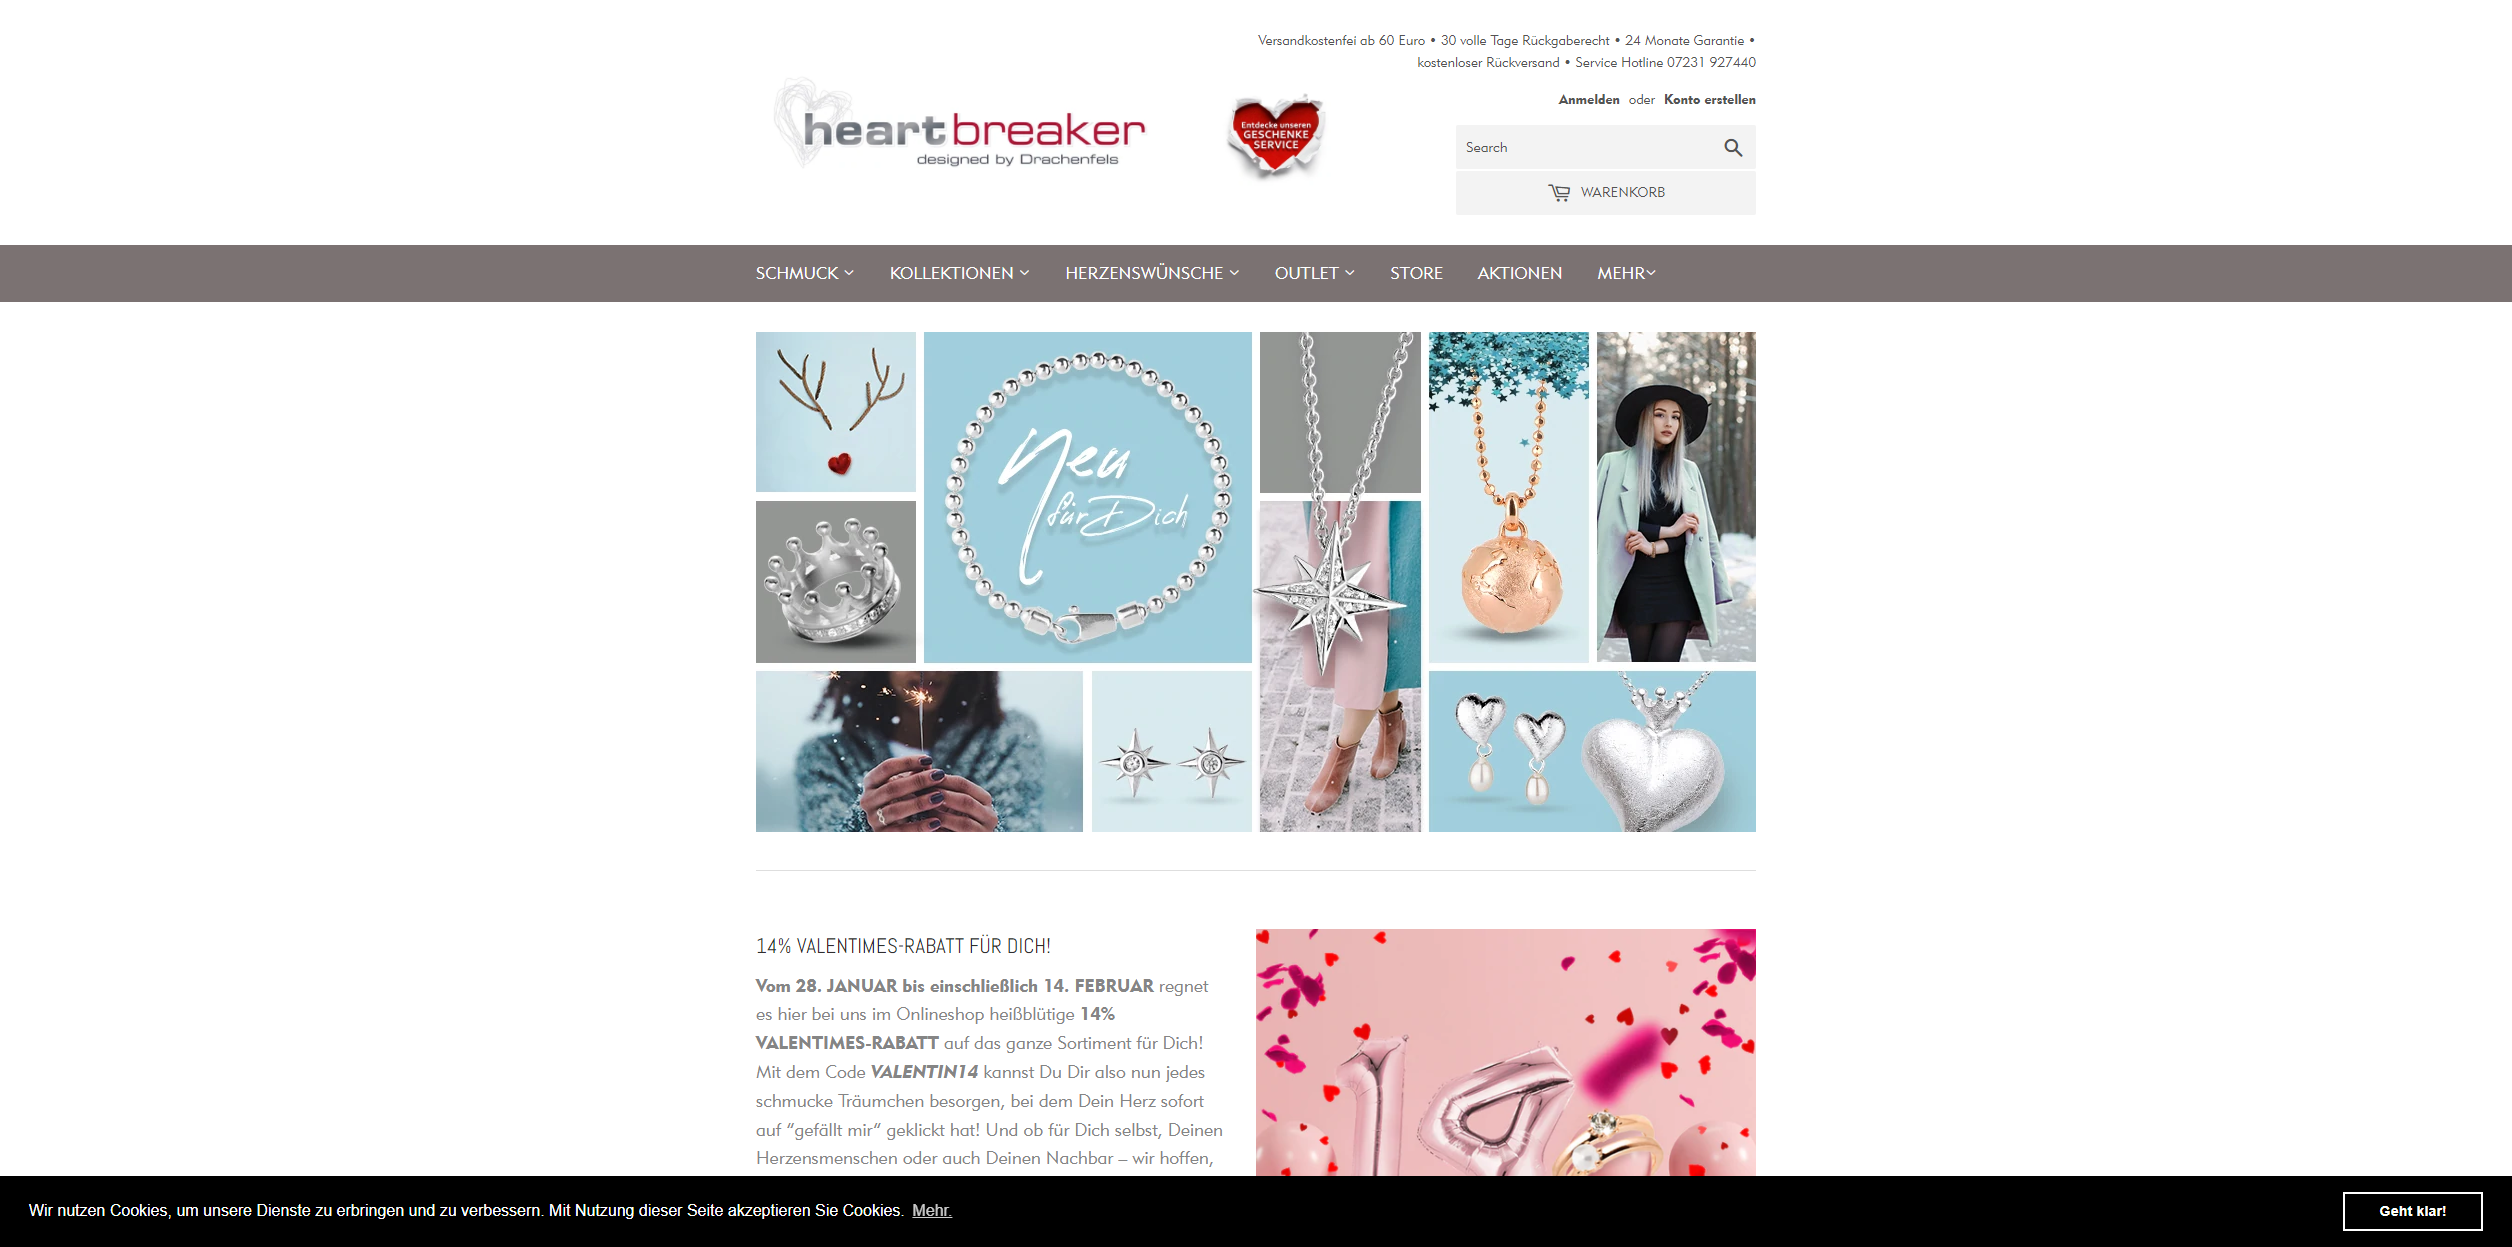 Versandkostenfei ab 60 Euro • 30 volle Tage Rückgaberecht • 24 Monate Garantie •
kostenloser Rückversand • Service Hotline 07231 927440
heartbreaker
designed by Drachenfels
Entdecke unseren
GESCHENKE
SERVICE
Anmelden oder Konto erstellen
Search
WARENKORB
SCHMUCK KOLLEKTIONEN HERZENSWÜNSCHE OUTLET STORE AKTIONEN MEHR
Neu
für Dich
14% VALENTIMES-RABATT FÜR DICH!
Vom 28. JANUAR bis einschließlich 14. FEBRUAR regnet
es hier bei uns im Onlineshop heißblütige 14%
VALENTIMES-RABATT auf das ganze Sortiment für Dich!
Mit dem Code VALENTIN14 kannst Du Dir also nun jedes
schmucke Träumchen besorgen, bei dem Dein Herz sofort
auf “gefällt mir“ geklickt hat! Und ob für Dich selbst, Deinen
Herzensmenschen oder auch Deinen Nachbar – wir hoffen,
14
Wir nutzen Cookies, um unsere Dienste zu erbringen und zu verbessern. Mit Nutzung dieser Seite akzeptieren Sie Cookies. Mehr.
Geht klar!